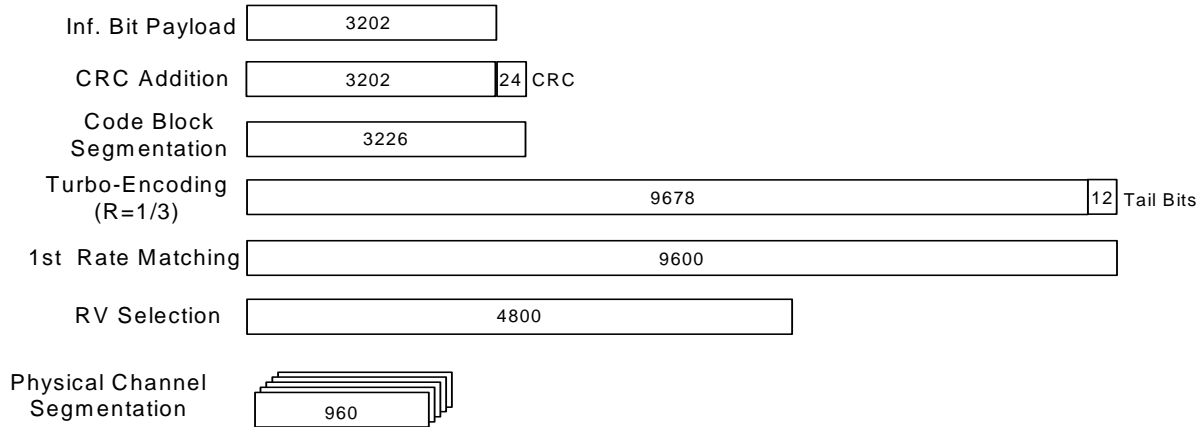 Inf. Bit Payload 3202
CRC Addition 3202 24 CRC
Code Block
Segmentation 3226
Turbo-Encoding
(R=1/3) 9678 12 Tail Bits
1st Rate Matching 9600
RV Selection 4800
Physical Channel
Segmentation 960